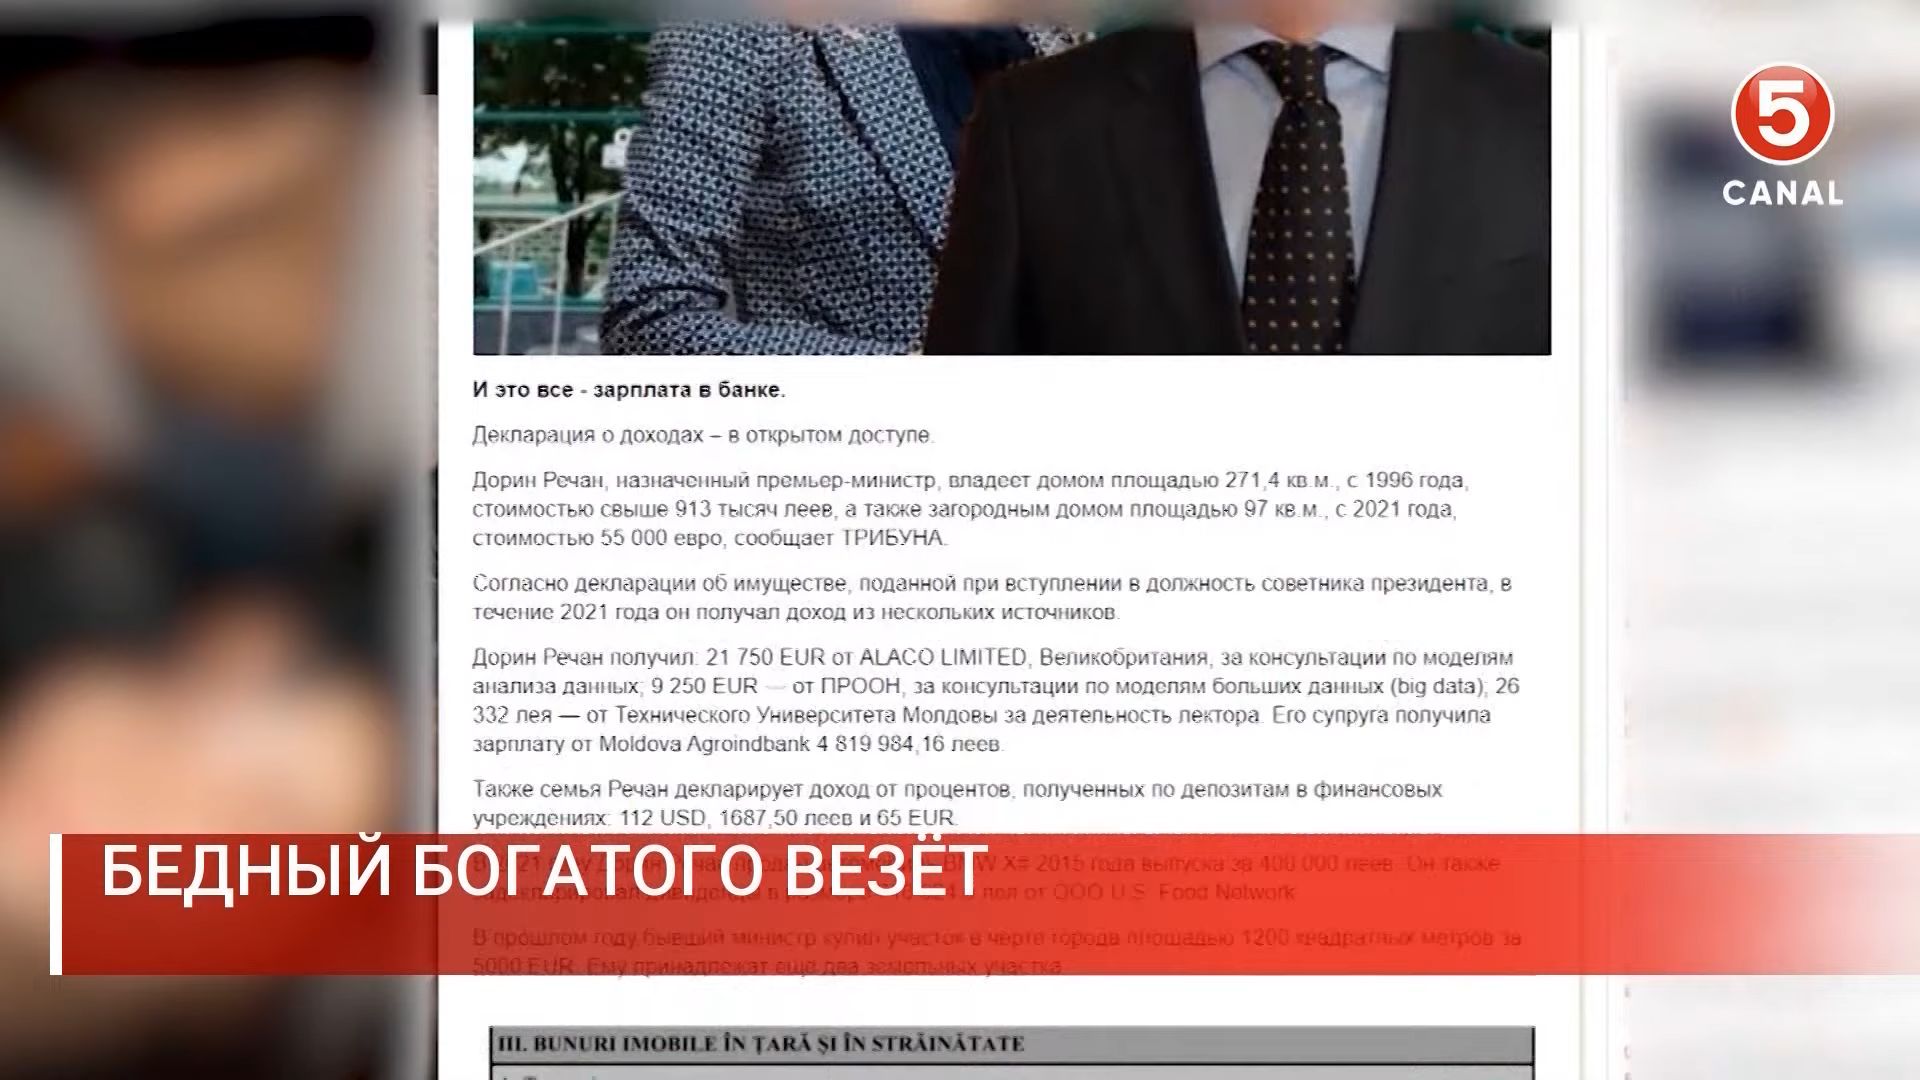 5
CANAL
И это все - зарплата в банке.
Декларация о доходах – в открытом доступе.
Дорин Речан, назначенный премьер-министр, владеет домом площадью 271,4 кв.м., с 1996 года,
стоимостью свыше 913 тысяч леев, а также загородным домом площадью 97 кв.м., с 2021 года,
стоимостью 55 000 евро, сообщает ТРИБУНА.
Согласно декларации об имуществе, поданной при вступлении в должность советника президента, в
течение 2021 года он получал доход из нескольких источников.
Дорин Речан получил: 21 750 EUR от ALACO LIMITED, Великобритания, за консультации по моделям
анализа данных; 9 250 EUR — от ПРООН, за консультации по моделям больших данных (big data); 26
332 лея — от Технического Университета Молдовы за деятельность лектора. Его супруга получила
зарплату от Moldova Agroindbank 4 819 984,16 леев.
Также семья Речан декларирует доход от процентов, полученных по депозитам в финансовых
учреждениях: 112 USD, 1687,50 леев и 65 EUR.
БЕДНЫЙ БОГАТОГО ВЕЗЁТ
2015 года выпуска за 400 000 леев. Он также
лея от ООО U.S. Food Network
В прошлом году бывший министр купил участок в черте города площадью 1200 квадратных метров за
5000 EUR. Ему принадлежат еще два земельных участка.
III. BUNURI IMOBILE ÎN ȚARĂ ȘI ÎN STRĂINĂTATE